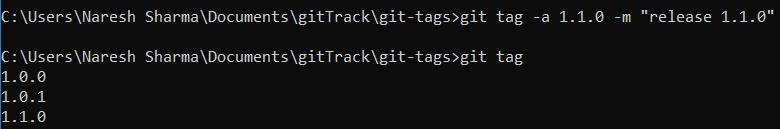 C:\Users\Naresh Sharma\Documents\gitTrack\git-tags>git tag -a 1.1.0 -m "release 1.1.0"
C:\Users\Naresh Sharma\Documents\gitTrack\git-tags>git tag
1.0.0
1.0.1
1.1.0